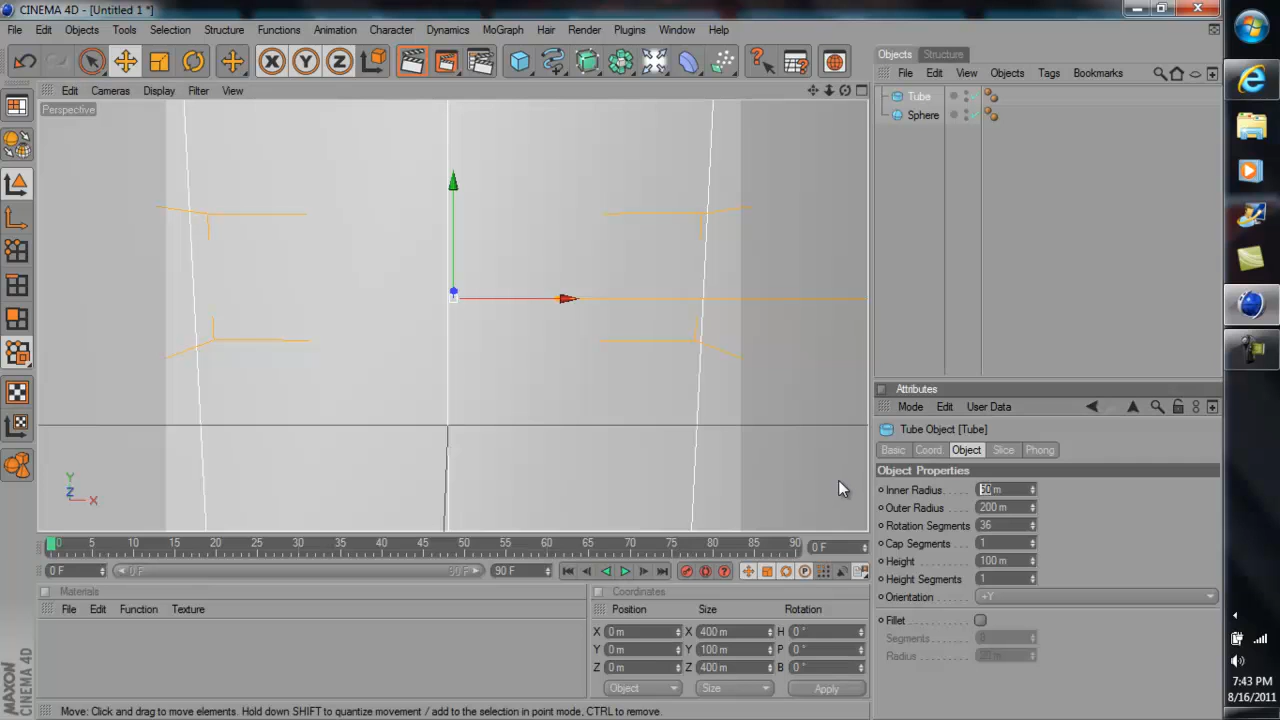 CINEMA 4D - [Untitled 1 *]
File Edit Objects Tools Selection Structure Functions Animation Character Dynamics MoGraph Hair Render Plugins Window Help
Objects Structure
File Edit View Objects Tags Bookmarks
Edit Cameras Display Filter View
Perspective
Tube
Sphere
Y
Z X
Attributes
Mode Edit User Data
Tube Object [Tube]
Basic Coord. Object Slice Phong
Object Properties
Inner Radius 50 m
Outer Radius 200 m
Rotation Segments 36
Cap Segments 1
Height 100 m
Height Segments 1
Orientation +Y
Fillet
Segments 8
Radius
0 5 10 15 20 25 30 35 40 45 50 55 60 65 70 75 80 85 90 0 F
0 F 0 F 90 F 90 F
Materials
File Edit Function Texture
Coordinates
Position Size Rotation
X 0 m X 400 m H 0 °
Y 0 m Y 100 m P 0 °
Z 0 m Z 400 m B 0 °
Object Size Apply
MAXON
CINEMA 4D
Move: Click and drag to move elements. Hold down SHIFT to quantize movement / add to the selection in point mode, CTRL to remove.
7:43 PM
8/16/2011